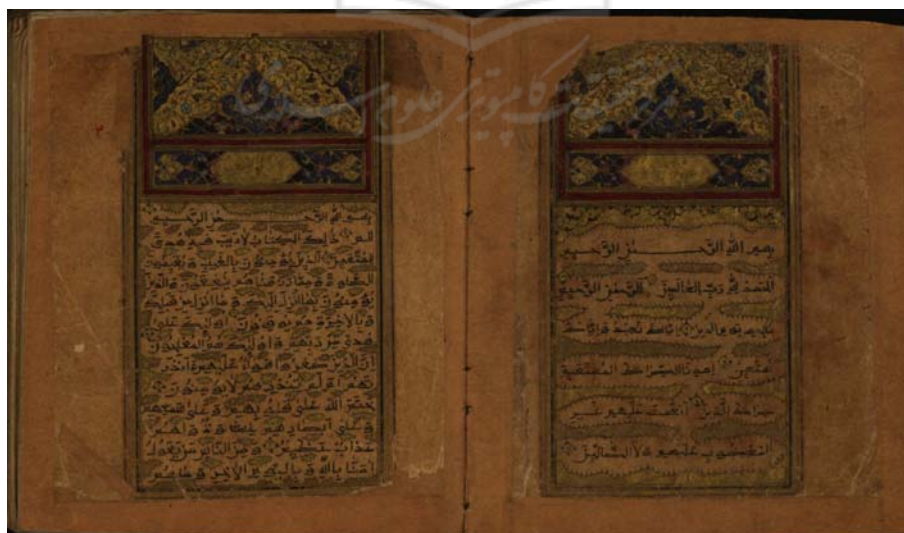 بسم الله الرحمن الرحيم
الحمد لله رب العالمين الرحمن الرحيم
ملك يوم الدين اياك نعبد واياك
نستعين اهدنا الصراط المستقيم
صراط الذين انعمت عليهم غير
المغضوب عليهم ولا الضالين
بسم الله الرحمن الرحيم
الم ذلك الكتاب لا ريب فيه هدى
للمتقين الذين يؤمنون بالغيب ويقيمون
الصلوة ومما رزقناهم ينفقون والذين
يؤمنون بما انزل اليك وما انزل من قبلك
وبالاخرة هم يوقنون اولئك على
هدى من ربهم واولئك هم المفلحون
ان الذين كفروا سواء عليهم ءانذر
تهم ام لم تنذرهم لا يؤمنون
ختم الله على قلوبهم وعلى سمعهم
وعلى ابصارهم غشاوة ولهم
عذاب عظيم ومن الناس من يقول
امنا بالله وباليوم الاخر وما هم